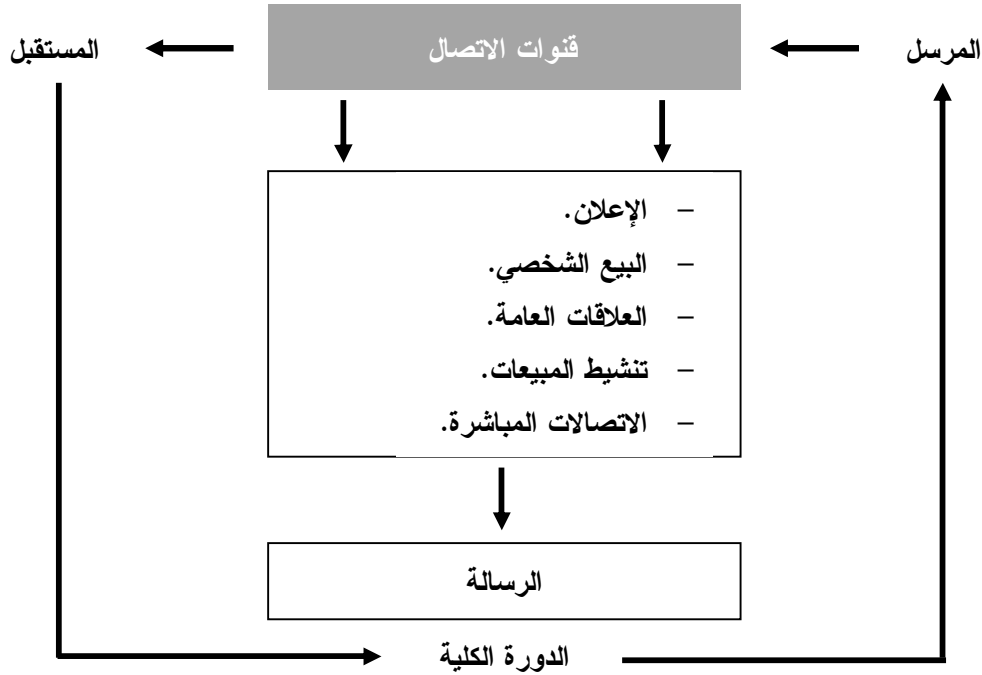 المرسل
قنوات الاتصال
المستقبل
– الإعلان.
– البيع الشخصي.
– العلاقات العامة.
– تنشيط المبيعات.
– الاتصالات المباشرة.
الرسالة
الدورة الكلية